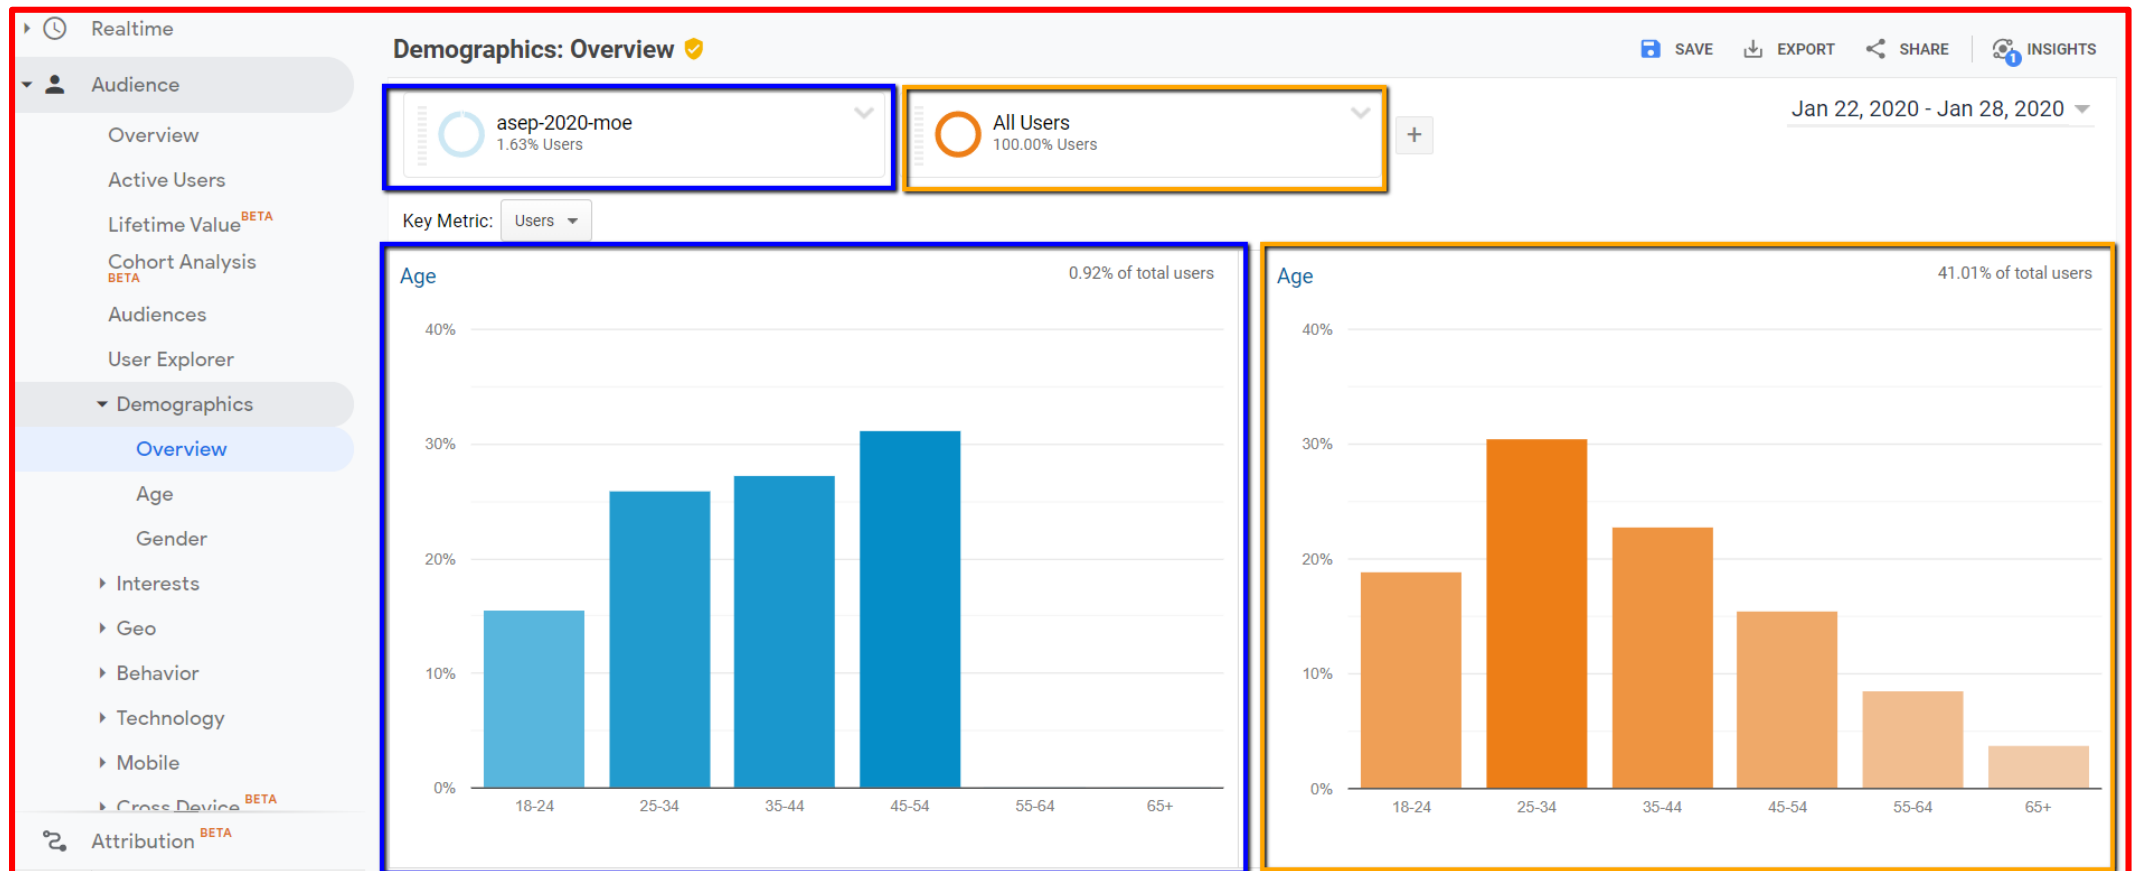 Realtime
Audience
Overview
Active Users
Lifetime Value BETA
Cohort Analysis
BETA
Audiences
User Explorer
Demographics
Overview
Age
Gender
Interests
Geo
Behavior
Technology
Mobile
Cross Device BETA
Attribution BETA
Demographics: Overview
SAVE
EXPORT
SHARE
1
INSIGHTS
asep-2020-moe
1.63% Users
All Users
100.00% Users
+
Jan 22, 2020 - Jan 28, 2020
Key Metric: Users
Age
0.92% of total users
40%
30%
20%
10%
0%
18-24 25-34 35-44 45-54 55-64 65+
Age
41.01% of total users
40%
30%
20%
10%
0%
18-24 25-34 35-44 45-54 55-64 65+